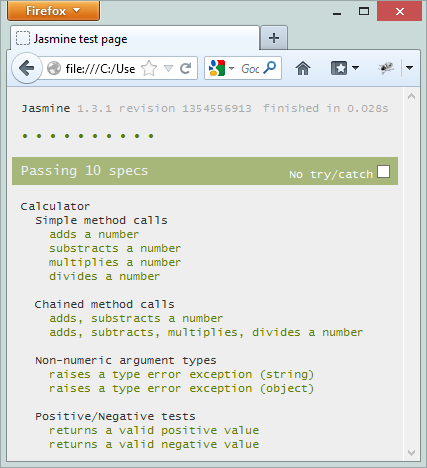 Firefox
Jasmine test page
file:///C:/Use
Goc
Jasmine 1.3.1 revision 1354556913 finished in 0.028s
• • • • • • • • • •
Passing 10 specs No try/catch
Calculator
Simple method calls
adds a number
substracts a number
multiplies a number
divides a number
Chained method calls
adds, substracts a number
adds, subtracts, multiplies, divides a number
Non-numeric argument types
raises a type error exception (string)
raises a type error exception (object)
Positive/Negative tests
returns a valid positive value
returns a valid negative value